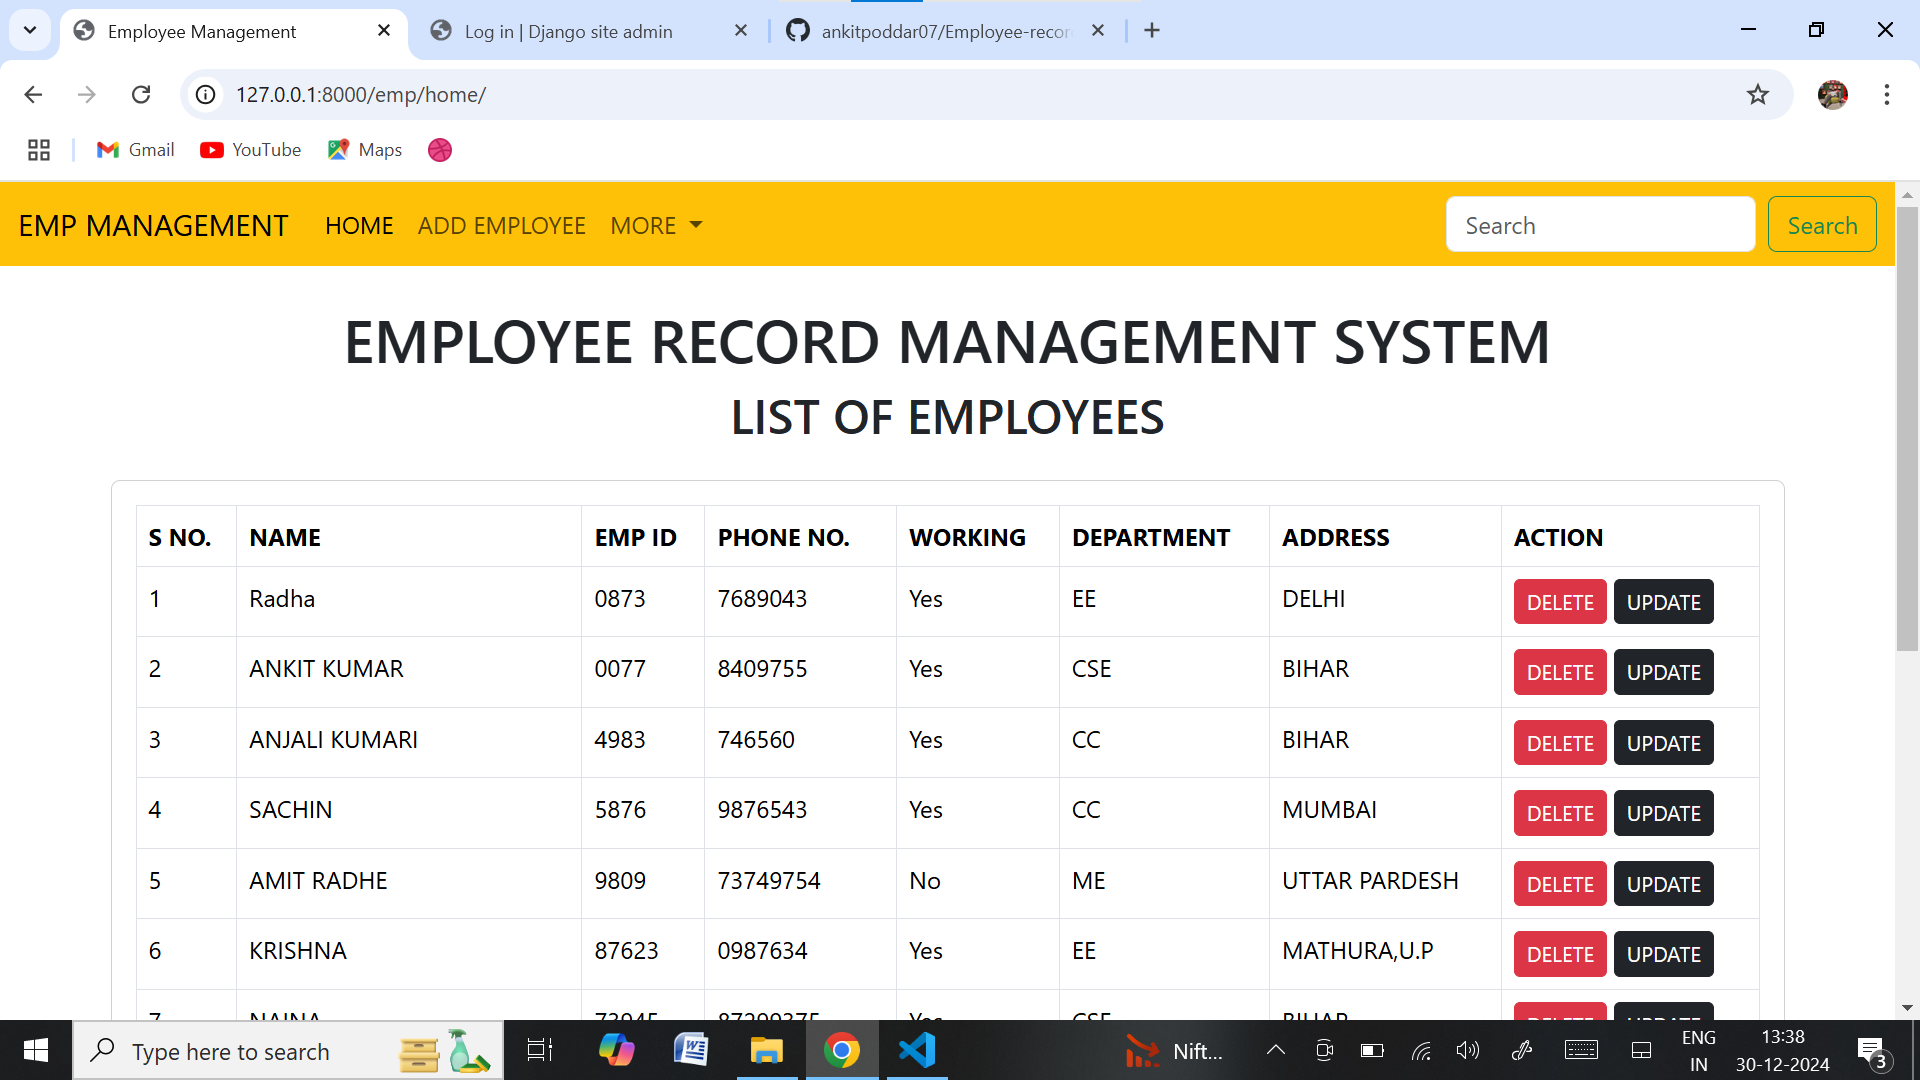 Employee Management
Log in | Django site admin
ankitpoddar07/Employee-recor
127.0.0.1:8000/emp/home/
Gmail
YouTube
Maps
EMP MANAGEMENT HOME ADD EMPLOYEE MORE Search Search
EMPLOYEE RECORD MANAGEMENT SYSTEM
LIST OF EMPLOYEES
S NO. NAME EMP ID PHONE NO. WORKING DEPARTMENT ADDRESS ACTION
1 Radha 0873 7689043 Yes EE DELHI DELETE UPDATE
2 ANKIT KUMAR 0077 8409755 Yes CSE BIHAR DELETE UPDATE
3 ANJALI KUMARI 4983 746560 Yes CC BIHAR DELETE UPDATE
4 SACHIN 5876 9876543 Yes CC MUMBAI DELETE UPDATE
5 AMIT RADHE 9809 73749754 No ME UTTAR PARDESH DELETE UPDATE
6 KRISHNA 87623 0987634 Yes EE MATHURA,U.P DELETE UPDATE
7 NAINA 73945 87299375 Yes CSE BIHAR DELETE UPDATE
Type here to search
Nift...
ENG
IN
13:38
30-12-2024
3